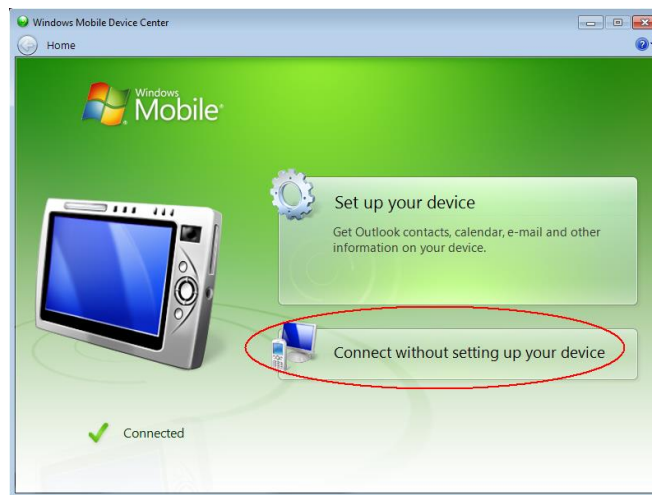 Windows Mobile Device Center
Home
Windows
Mobile
Set up your device
Get Outlook contacts, calendar, e-mail and other
information on your device.
Connect without setting up your device
Connected